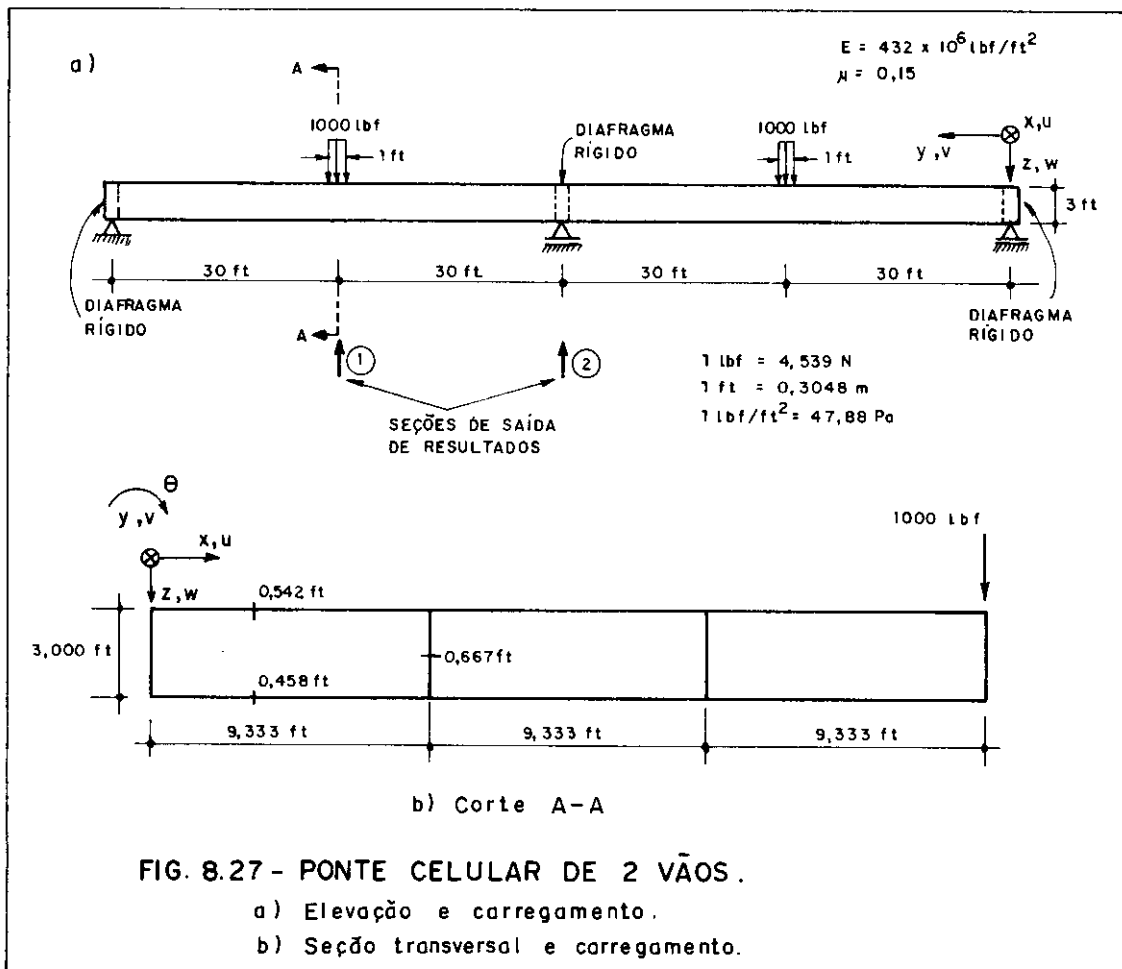 a)
E = 432 x 10⁶ lbf/ft²
μ = 0,15
A
1000 lbf
1 ft
DIAFRAGMA
RÍGIDO
1000 lbf
1 ft
y,v
x,u
z,w
3 ft
30 ft
30 ft
30 ft
30 ft
DIAFRAGMA
RÍGIDO
DIAFRAGMA
RÍGIDO
A
1
2
SEÇÕES DE SAÍDA
DE RESULTADOS
1 lbf = 4,539 N
1 ft = 0,3048 m
1 lbf/ft² = 47,88 Pa
θ
y,v
x,u
z,w
1000 lbf
0,542 ft
3,000 ft
0,667ft
0,458 ft
9,333 ft
9,333 ft
9,333 ft
b) Corte A-A
FIG. 8.27 - PONTE CELULAR DE 2 VÃOS.
a) Elevação e carregamento.
b) Seção transversal e carregamento.